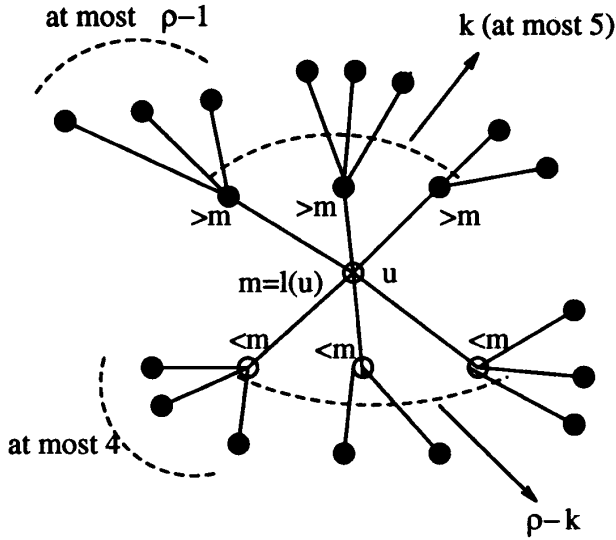 at most ρ−1
k (at most 5)
>m
>m
>m
m=l(u)
u
<m
<m
<m
at most 4
ρ−k